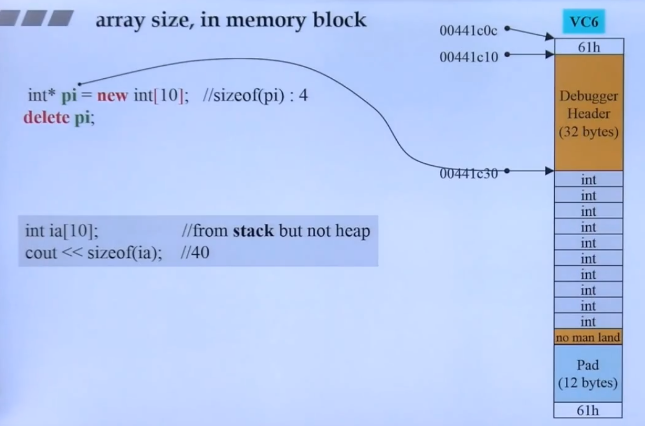 array size, in memory block
int* pi = new int[10]; //sizeof(pi) : 4
delete pi;
int ia[10]; //from stack but not heap
cout << sizeof(ia); //40
00441c0c
00441c10
00441c30
VC6
61h
Debugger
Header
(32 bytes)
int
int
int
int
int
int
int
int
int
int
no man land
Pad
(12 bytes)
61h